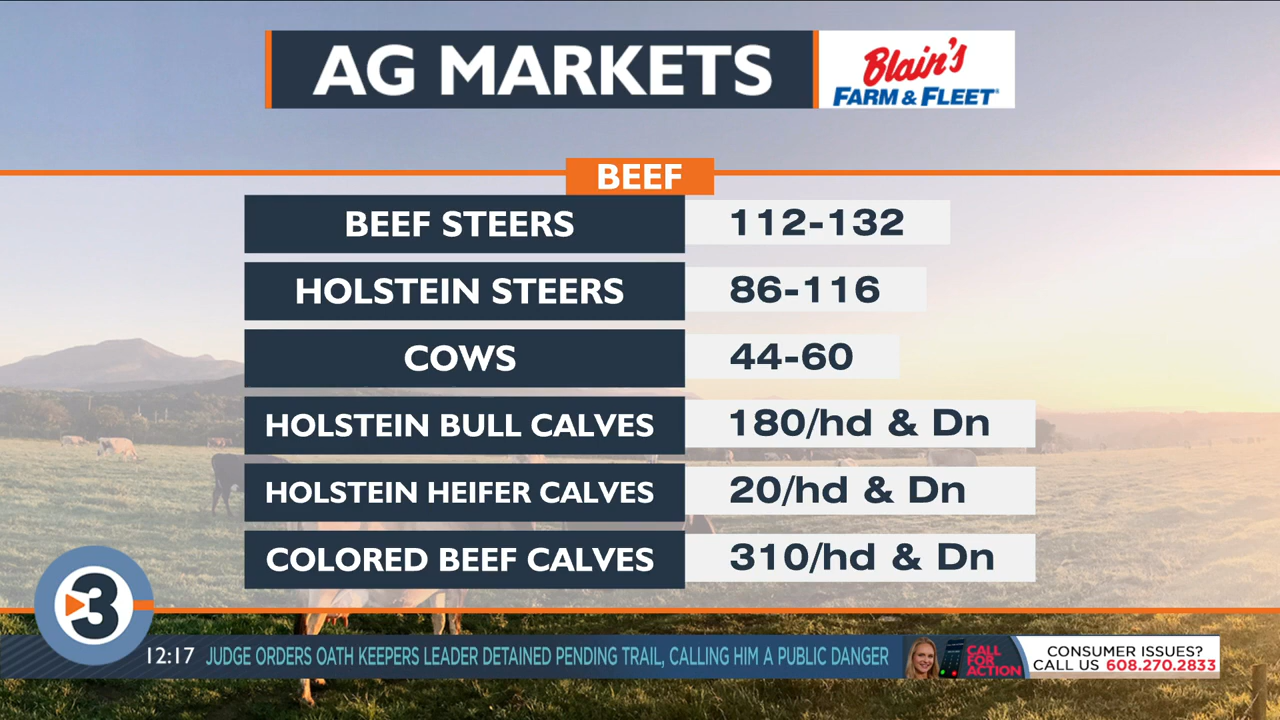 AG MARKETS
Blain's
FARM & FLEET
BEEF
BEEF STEERS 112-132
HOLSTEIN STEERS 86-116
COWS 44-60
HOLSTEIN BULL CALVES 180/hd & Dn
HOLSTEIN HEIFER CALVES 20/hd & Dn
COLORED BEEF CALVES 310/hd & Dn
3
12:17 JUDGE ORDERS OATH KEEPERS LEADER DETAINED PENDING TRAIL, CALLING HIM A PUBLIC DANGER
CALL
FOR
ACTION
CONSUMER ISSUES?
CALL US 608.270.2833